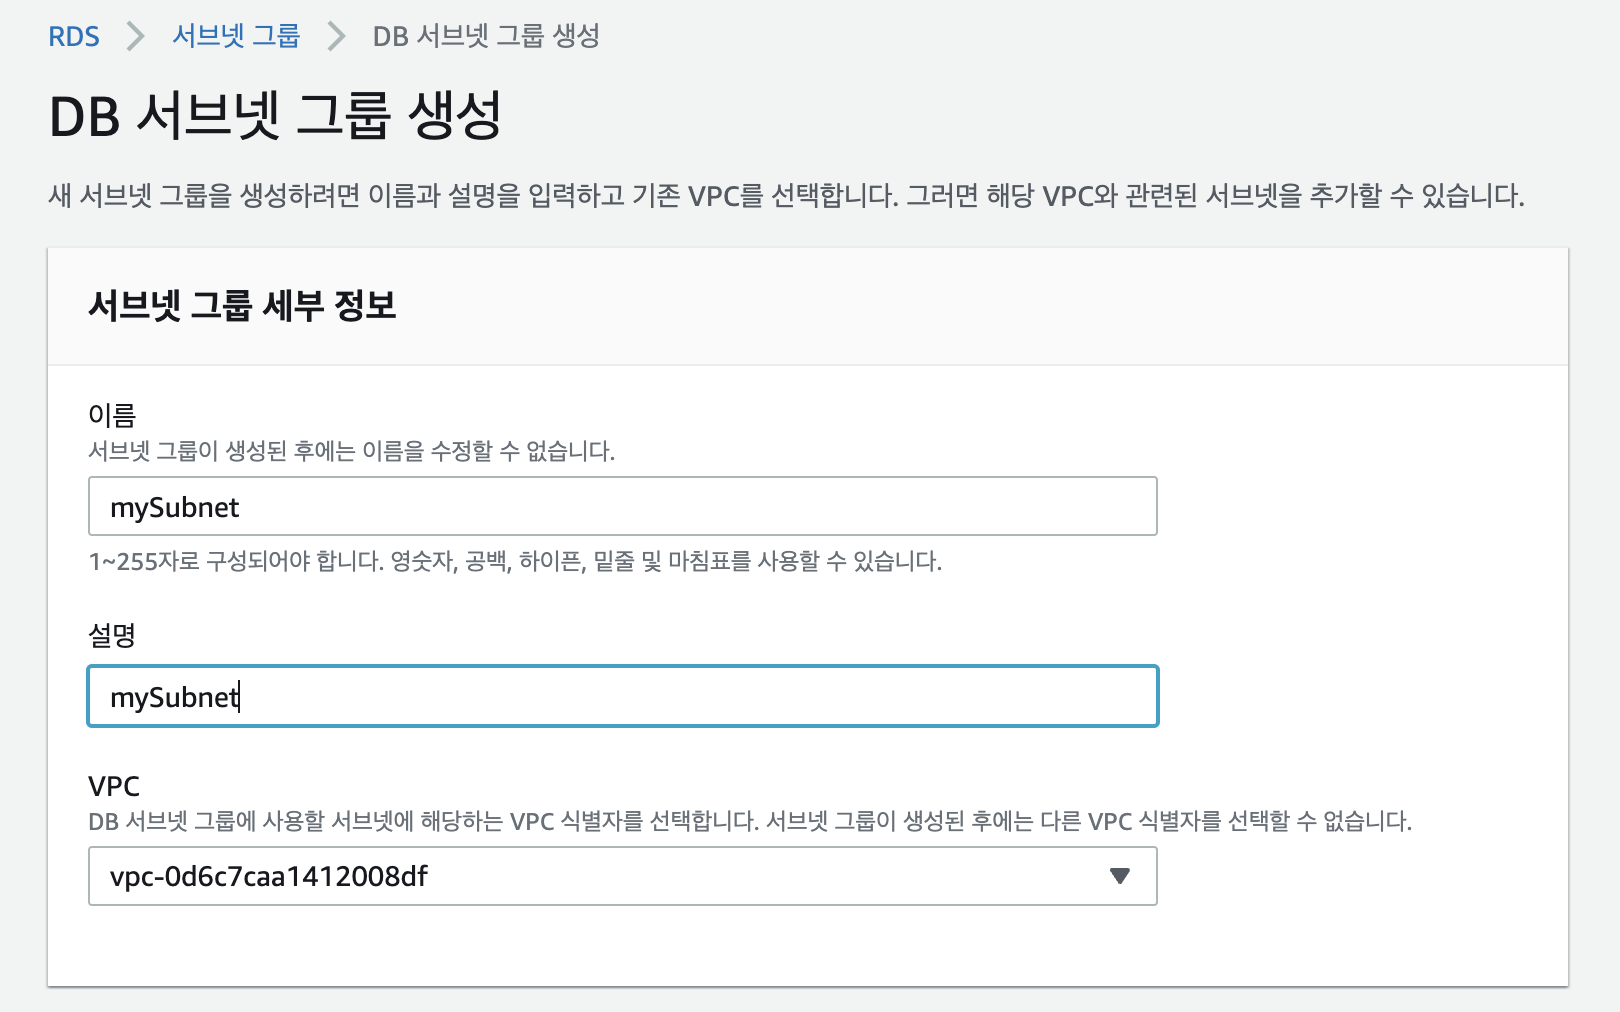 RDS > 서브넷 그룹 > DB 서브넷 그룹 생성
DB 서브넷 그룹 생성
새 서브넷 그룹을 생성하려면 이름과 설명을 입력하고 기존 VPC를 선택합니다. 그러면 해당 VPC와 관련된 서브넷을 추가할 수 있습니다.
서브넷 그룹 세부 정보
이름
서브넷 그룹이 생성된 후에는 이름을 수정할 수 없습니다.
mySubnet
1~255자로 구성되어야 합니다. 영숫자, 공백, 하이픈, 밑줄 및 마침표를 사용할 수 있습니다.
설명
mySubnet
VPC
DB 서브넷 그룹에 사용할 서브넷에 해당하는 VPC 식별자를 선택합니다. 서브넷 그룹이 생성된 후에는 다른 VPC 식별자를 선택할 수 없습니다.
vpc-0d6c7caa1412008df